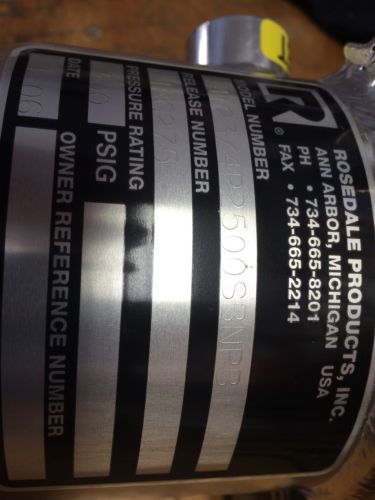 R®
ROSEDALE PRODUCTS, INC.
ANN ARBOR, MICHIGAN USA
PH • 734-665-8201
FAX • 734-665-2214
MODEL NUMBER
RELEASE NUMBER
PRESSURE RATING
PSIG
DATE
06
OWNER REFERENCE NUMBER